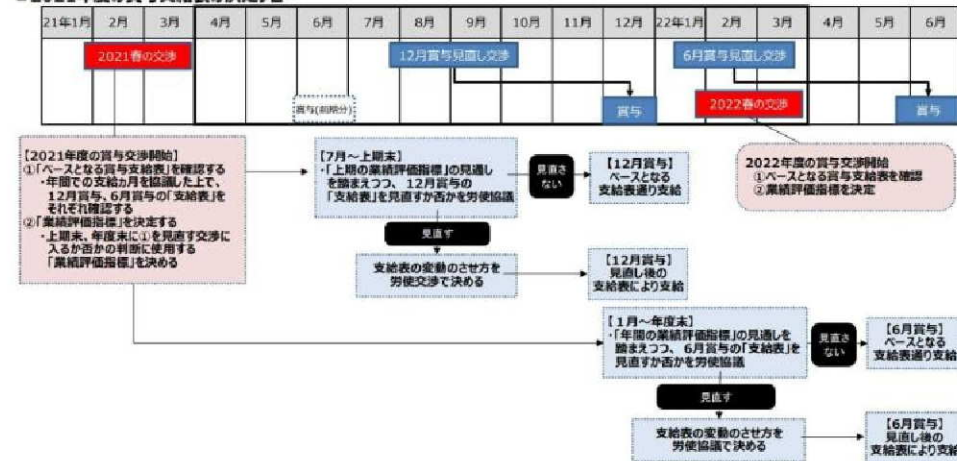 21年1月 2月 3月 4月 5月 6月 7月 8月 9月 10月 11月 12月 22年1月 2月 3月 4月 5月 6月
2021春の交渉
12月賞与見直し交渉
6月賞与見直し交渉
賞与(前期分)
賞与
2022春の交渉
賞与
【2021年度の賞与交渉開始】
①「ベースとなる賞与支給表」を確認する
・年間での支給カ月を協議した上で、
12月賞与、6月賞与の「支給表」を
それぞれ確認する
②「業績評価指標」を決定する
・上期末、年度末に①を見直す交渉に
入るか否かの判断に使用する
「業績評価指標」を決める
【7月～上期末】
・「上期の業績評価指標」の見通し
を踏まえつつ、12月賞与の
「支給表」を見直すか否かを労使協議
見直さ
ない
【12月賞与】
ベースとなる
支給表通り支給
2022年度の賞与交渉開始
①ベースとなる賞与支給表を確認
②業績評価指標を決定
見直す
支給表の変動のさせ方を
労使交渉で決める
【12月賞与】
見直し後の
支給表により支給
【1月～年度末】
・「年間の業績評価指標」の見通しを
踏まえつつ、6月賞与の「支給表」を
見直すか否かを労使協議
見直さ
ない
【6月賞与】
ベースとなる
支給表通り支給
見直す
支給表の変動のさせ方を
労使協議で決める
【6月賞与】
見直し後の
支給表により支給